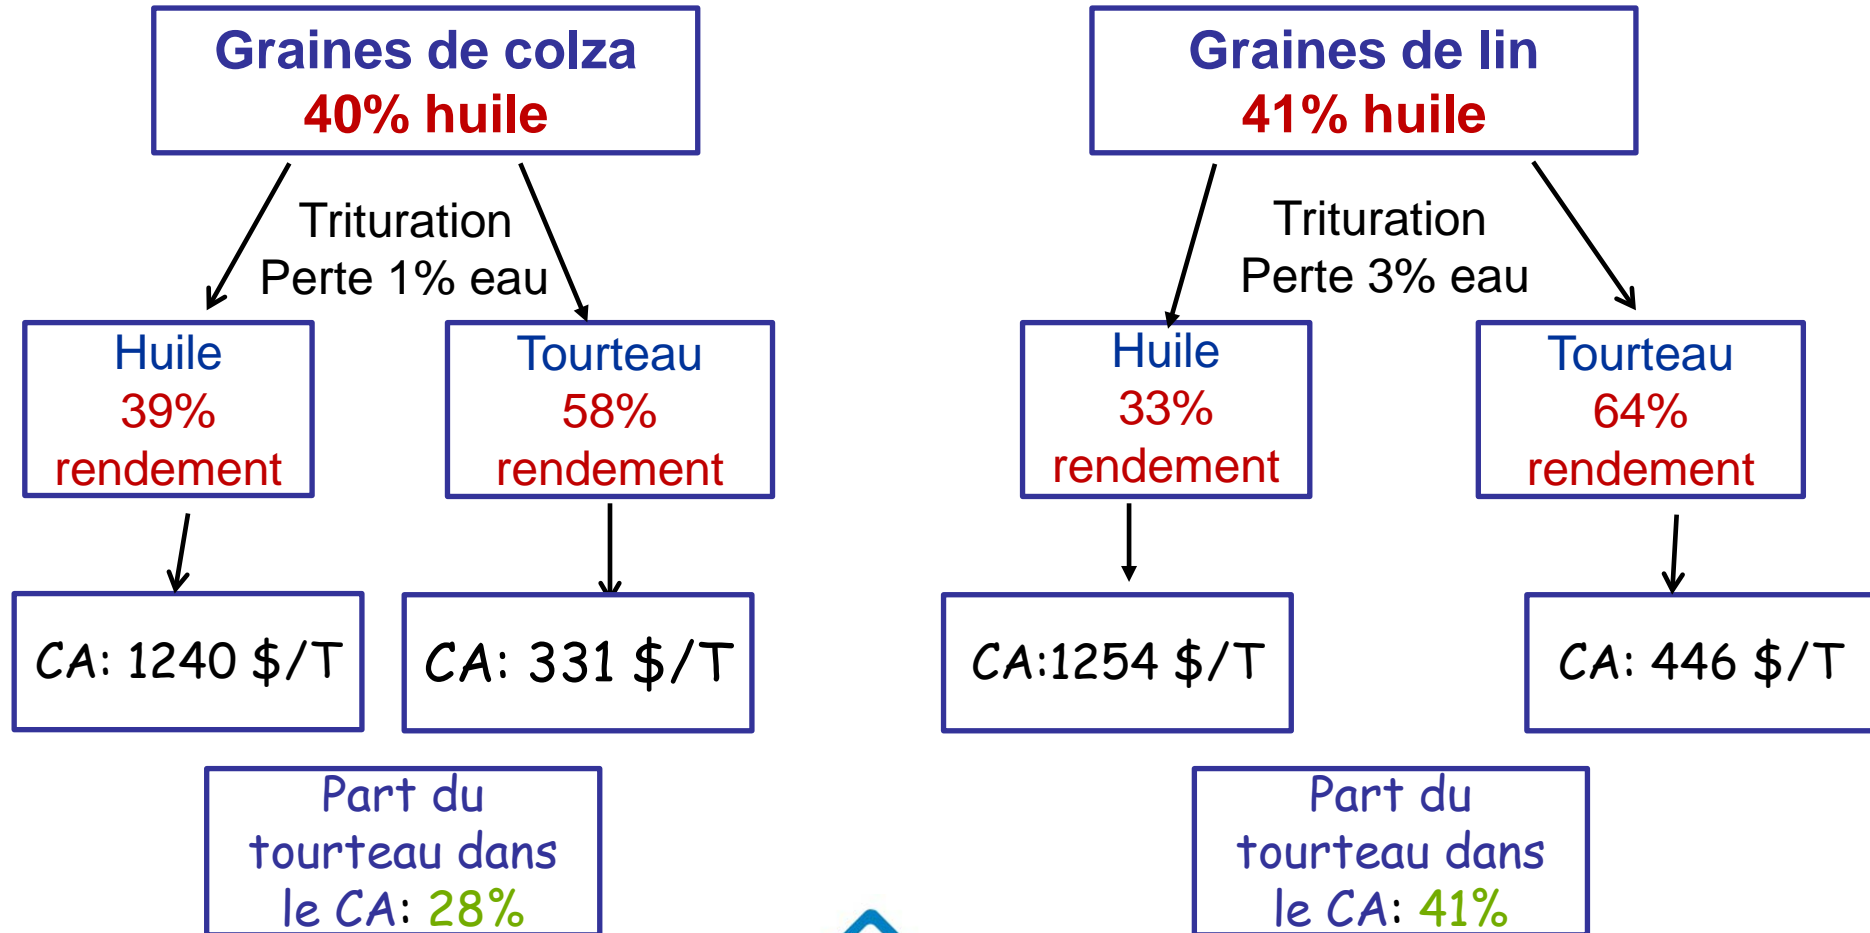 Graines de colza
40% huile
Trituration
Perte 1% eau
Huile
39%
rendement
Tourteau
58%
rendement
CA: 1240 $/T
CA: 331 $/T
Part du
tourteau dans
le CA: 28%
Graines de lin
41% huile
Trituration
Perte 3% eau
Huile
33%
rendement
Tourteau
64%
rendement
CA:1254 $/T
CA: 446 $/T
Part du
tourteau dans
le CA: 41%